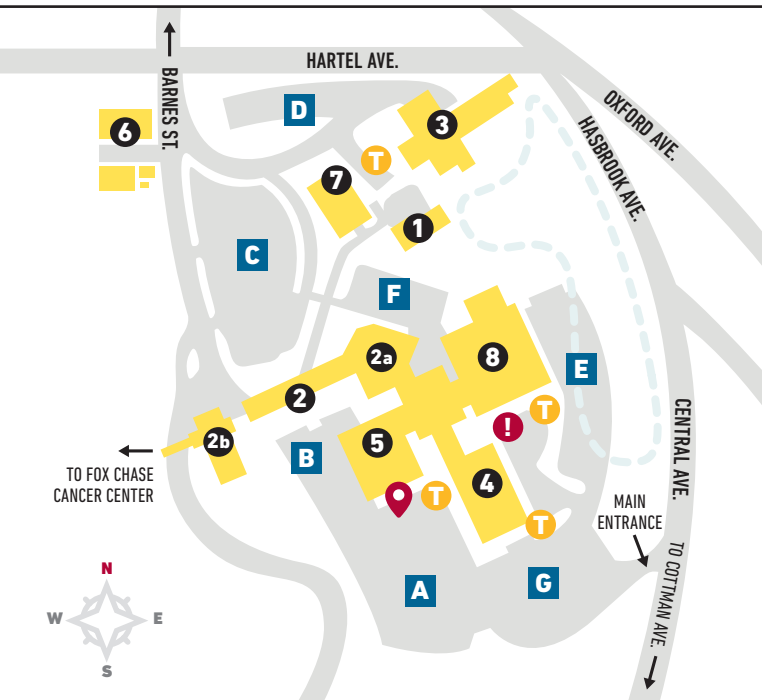 HARTEL AVE.
BARNES ST.
OXFORD AVE.
HASBROOK AVE.
D
3
6
T
7
1
C
F
2a
8
E
2
T
!
2b
B
5
4
CENTRAL AVE.
TO FOX CHASE
CANCER CENTER
T
T
MAIN
ENTRANCE
TO COTTMAN AVE.
A
G
N
W
E
S